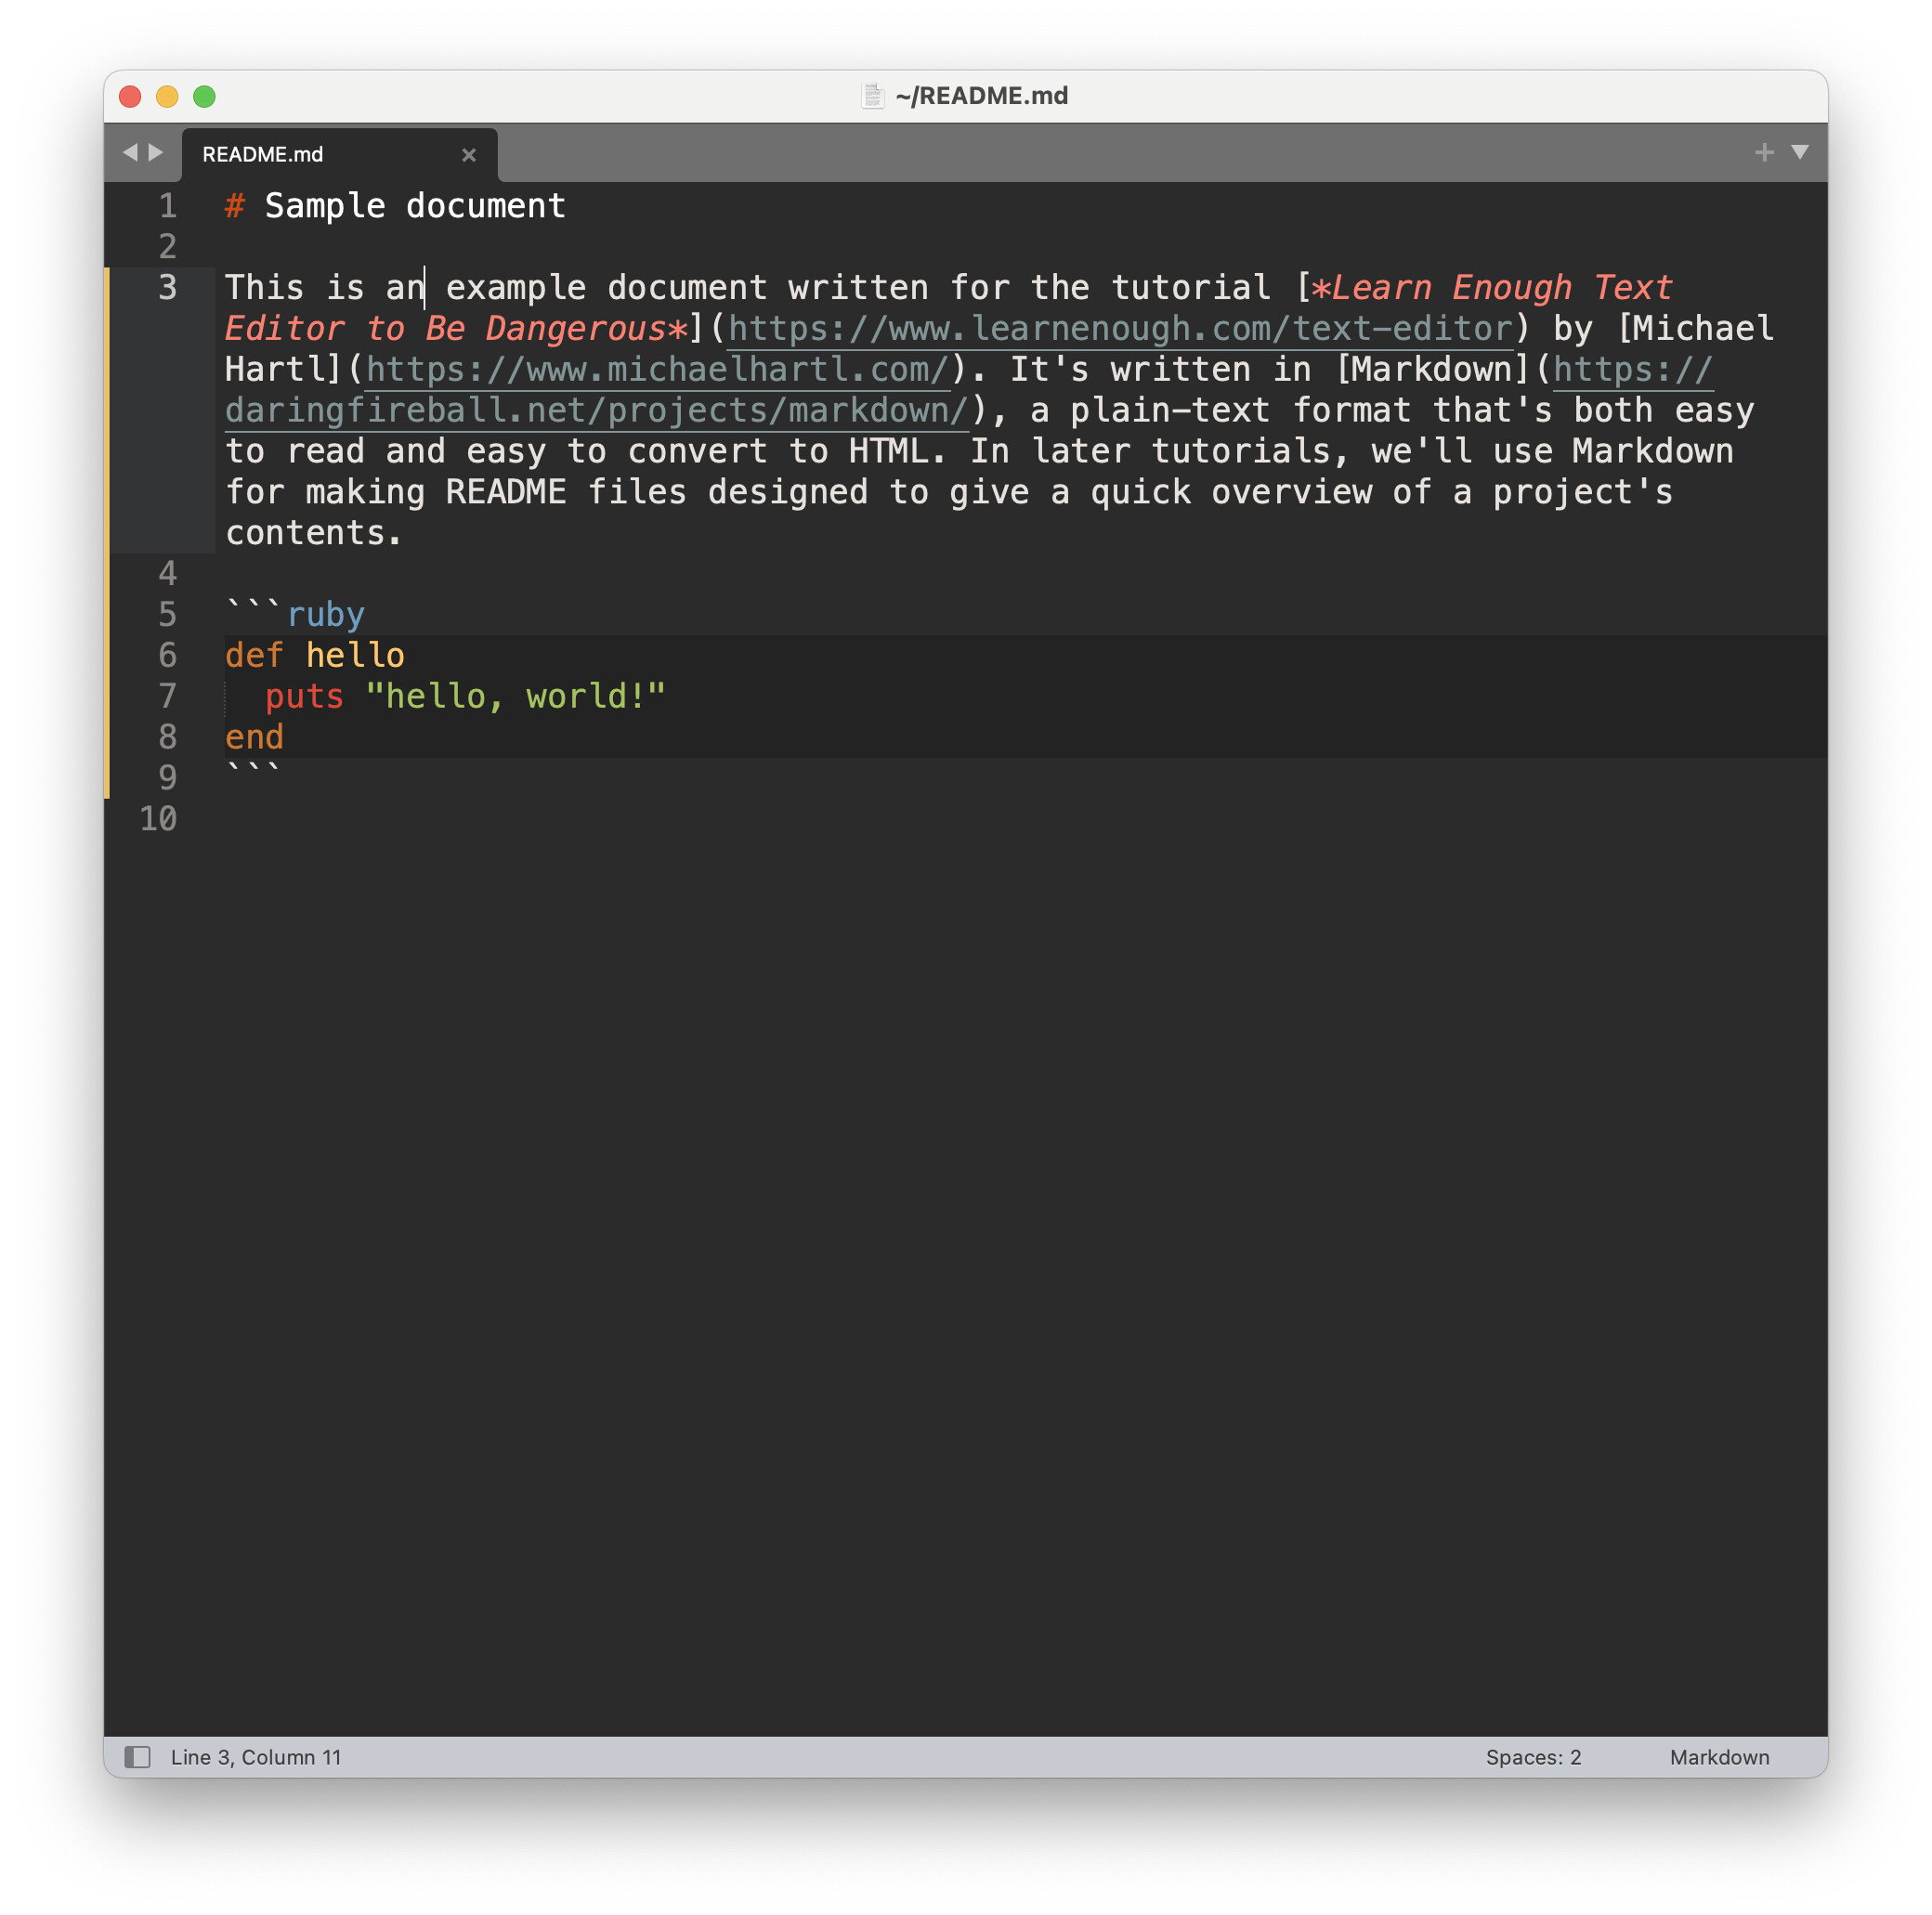 ~/README.md
README.md
1 # Sample document
2
3 This is an example document written for the tutorial [*Learn Enough Text
Editor to Be Dangerous*](https://www.learnenough.com/text-editor) by [Michael
Hartl](https://www.michaelhartl.com/). It's written in [Markdown](https://
daringfireball.net/projects/markdown/), a plain-text format that's both easy
to read and easy to convert to HTML. In later tutorials, we'll use Markdown
for making README files designed to give a quick overview of a project's
contents.
4
5 ```ruby
6 def hello
7   puts "hello, world!"
8 end
9 ```
10
Line 3, Column 11 Spaces: 2 Markdown